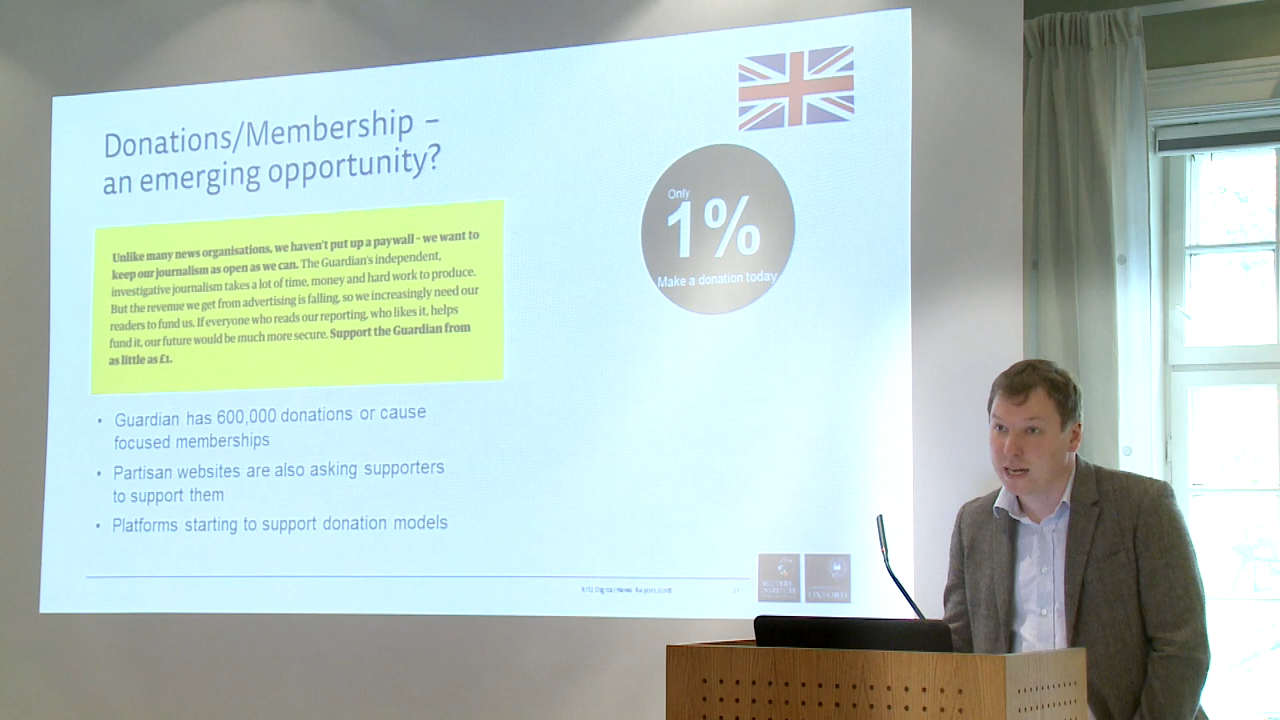 Donations/Membership –
an emerging opportunity?
Only
1%
Make a donation today
Unlike many news organisations, we haven't put up a paywall – we want to
keep our journalism as open as we can. The Guardian's independent,
investigative journalism takes a lot of time, money and hard work to produce.
But the revenue we get from advertising is falling, so we increasingly need our
readers to fund us. If everyone who reads our reporting, who likes it, helps
fund it, our future would be much more secure. Support the Guardian from
as little as £1.
• Guardian has 600,000 donations or cause
focused memberships
• Partisan websites are also asking supporters
to support them
• Platforms starting to support donation models
REUTERS
INSTITUTE
OXFORD